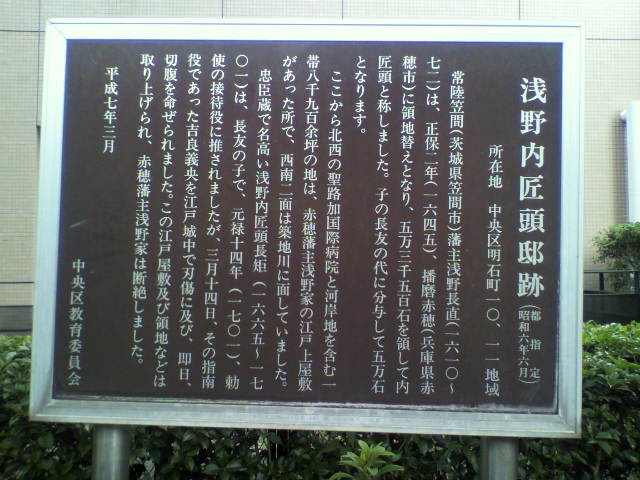 浅野内匠頭邸跡(都指定 昭和六年六月)
所在地 中央区明石町一〇、一一地域
常陸笠間(茨城県笠間市)藩主浅野長直(一六一〇〜
七二)は、正保二年(一六四五)、播磨赤穂(兵庫県赤
穂市)に領地替えとなり、五万三千五百石を領して内
匠頭と称しました。子の長友の代に分与して五万石
となります。
ここから北西の聖路加国際病院と河岸地を含む一
帯八千九百余坪の地は、赤穂藩主浅野家の江戸上屋敷
があった所で、西南二面は築地川に面していました。
忠臣蔵で名高い浅野内匠頭長矩(一六六五〜一七
〇一)は、長友の子で、元禄十四年(一七〇一)、勅
使の接待役に推されましたが、三月十四日、その指南
役であった吉良義央を江戸城中で刃傷に及び、即日、
切腹を命ぜられました。この江戸屋敷及び領地などは
取り上げられ、赤穂藩主浅野家は断絶しました。
平成七年三月
中央区教育委員会